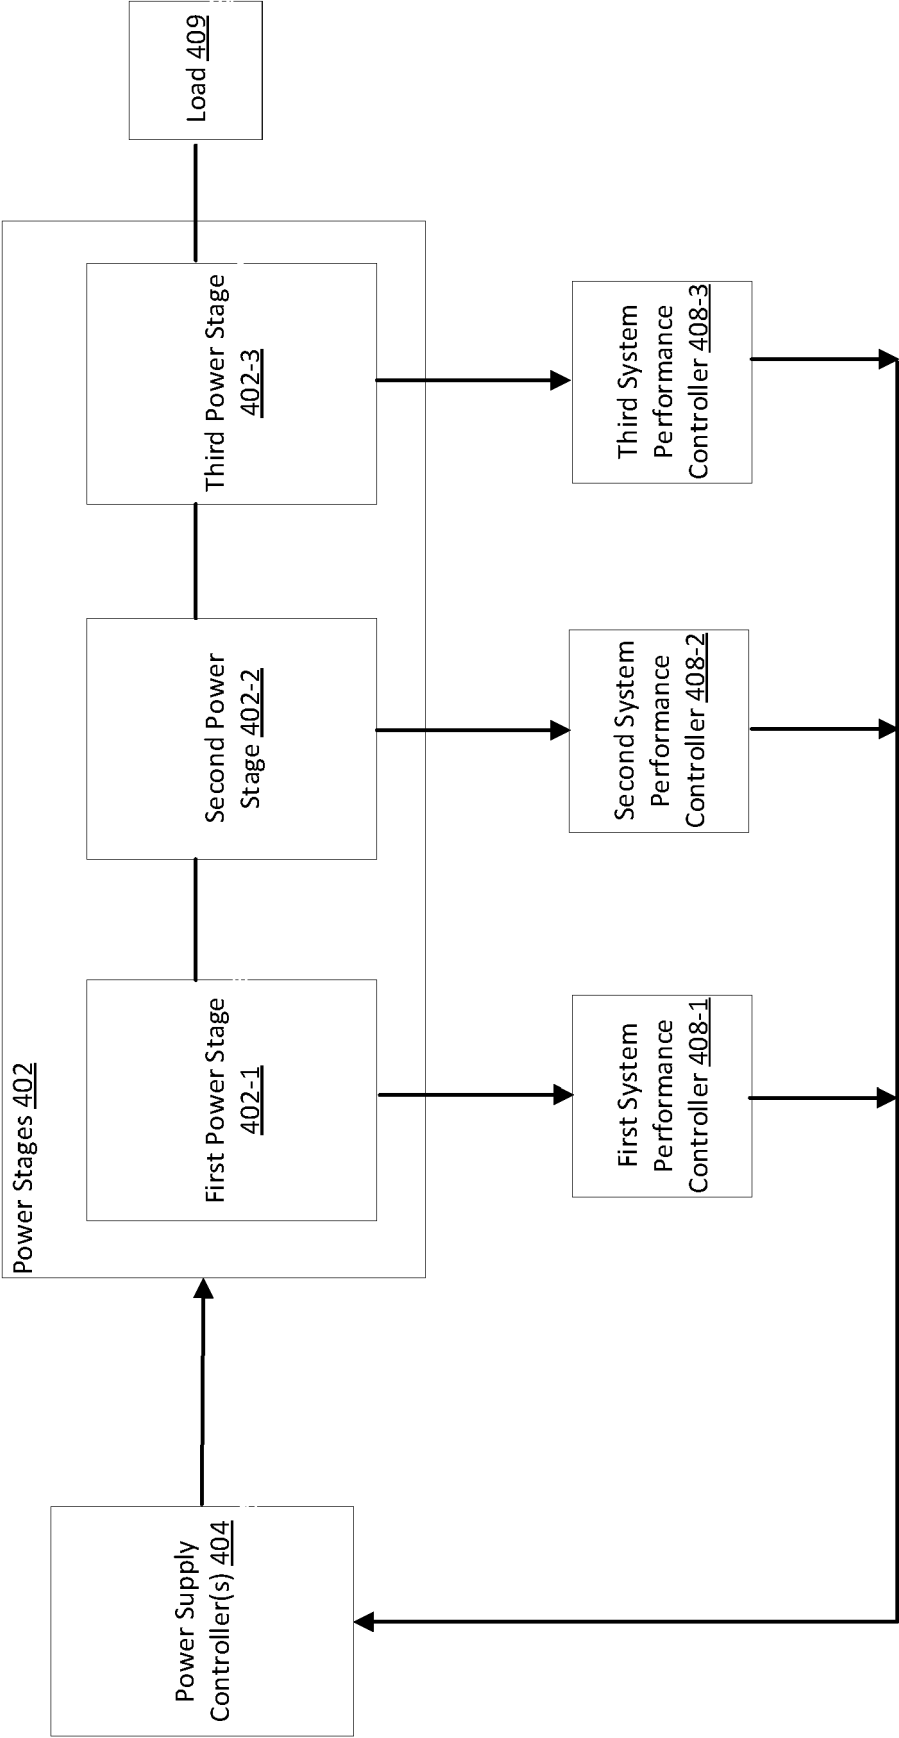 Power Stages 402
Power Supply
Controller(s) 404
First Power Stage
402-1
Second Power
Stage 402-2
Third Power Stage
402-3
Load 409
First System
Performance
Controller 408-1
Second System
Performance
Controller 408-2
Third System
Performance
Controller 408-3